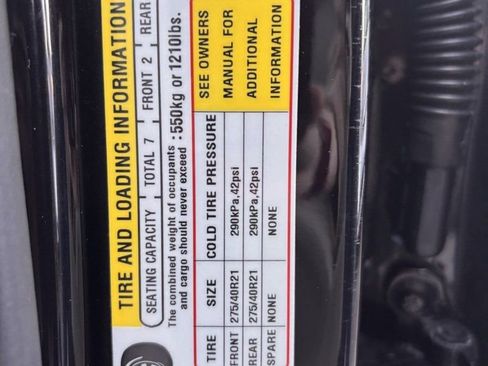 TIRE AND LOADING INFORMATION
SEATING CAPACITY TOTAL 7 FRONT 2 REAR
The combined weight of occupants
and cargo should never exceed : 550kg or 1210lbs.
TIRE SIZE COLD TIRE PRESSURE SEE OWNERS
FRONT 275/40R21 290kPa,42psi MANUAL FOR
REAR 275/40R21 290kPa,42psi ADDITIONAL
SPARE NONE NONE INFORMATION